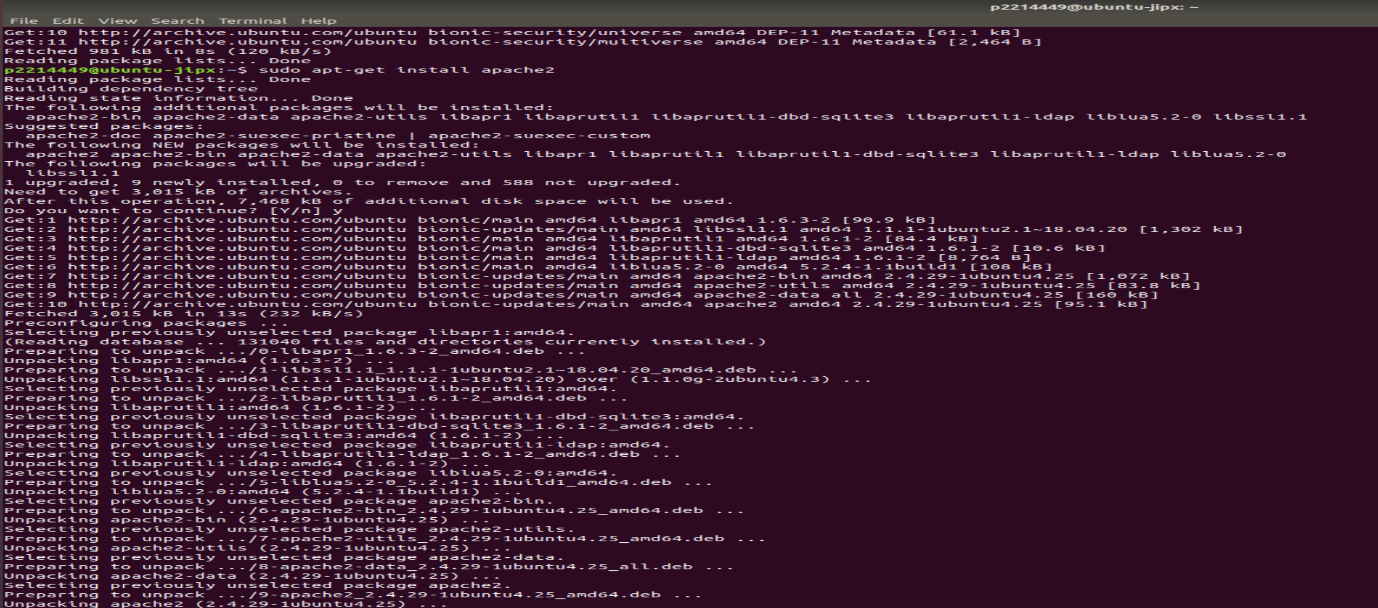 p2214449@ubuntu-jipx: ~
File Edit View Search Terminal Help
Get:10 http://archive.ubuntu.com/ubuntu bionic-security/universe amd64 DEP-11 Metadata [61.1 kB]
Get:11 http://archive.ubuntu.com/ubuntu bionic-security/multiverse amd64 DEP-11 Metadata [2,464 B]
Fetched 981 kB in 8s (120 kB/s)
Reading package lists... Done
p2214449@ubuntu-jipx:~$ sudo apt-get install apache2
Reading package lists... Done
Building dependency tree
Reading state information... Done
The following additional packages will be installed:
  apache2-bin apache2-data apache2-utils libapr1 libaprutil1 libaprutil1-dbd-sqlite3 libaprutil1-ldap liblua5.2-0 libssl1.1
Suggested packages:
  apache2-doc apache2-suexec-pristine | apache2-suexec-custom
The following NEW packages will be installed:
  apache2 apache2-bin apache2-data apache2-utils libapr1 libaprutil1 libaprutil1-dbd-sqlite3 libaprutil1-ldap liblua5.2-0
The following packages will be upgraded:
  libssl1.1
1 upgraded, 9 newly installed, 0 to remove and 588 not upgraded.
Need to get 3,015 kB of archives.
After this operation, 7,468 kB of additional disk space will be used.
Do you want to continue? [Y/n] y
Get:1 http://archive.ubuntu.com/ubuntu bionic/main amd64 libapr1 amd64 1.6.3-2 [90.9 kB]
Get:2 http://archive.ubuntu.com/ubuntu bionic-updates/main amd64 libssl1.1 amd64 1.1.1-1ubuntu2.1~18.04.20 [1,302 kB]
Get:3 http://archive.ubuntu.com/ubuntu bionic/main amd64 libaprutil1 amd64 1.6.1-2 [84.4 kB]
Get:4 http://archive.ubuntu.com/ubuntu bionic/main amd64 libaprutil1-dbd-sqlite3 amd64 1.6.1-2 [10.6 kB]
Get:5 http://archive.ubuntu.com/ubuntu bionic/main amd64 libaprutil1-ldap amd64 1.6.1-2 [8,764 B]
Get:6 http://archive.ubuntu.com/ubuntu bionic/main amd64 liblua5.2-0 amd64 5.2.4-1.1build1 [108 kB]
Get:7 http://archive.ubuntu.com/ubuntu bionic-updates/main amd64 apache2-bin amd64 2.4.29-1ubuntu4.25 [1,072 kB]
Get:8 http://archive.ubuntu.com/ubuntu bionic-updates/main amd64 apache2-utils amd64 2.4.29-1ubuntu4.25 [83.8 kB]
Get:9 http://archive.ubuntu.com/ubuntu bionic-updates/main amd64 apache2-data all 2.4.29-1ubuntu4.25 [160 kB]
Get:10 http://archive.ubuntu.com/ubuntu bionic-updates/main amd64 apache2 amd64 2.4.29-1ubuntu4.25 [95.1 kB]
Fetched 3,015 kB in 13s (232 kB/s)
Preconfiguring packages ...
Selecting previously unselected package libapr1:amd64.
(Reading database ... 131040 files and directories currently installed.)
Preparing to unpack .../0-libapr1_1.6.3-2_amd64.deb ...
Unpacking libapr1:amd64 (1.6.3-2) ...
Preparing to unpack .../1-libssl1.1_1.1.1-1ubuntu2.1~18.04.20_amd64.deb ...
Unpacking libssl1.1:amd64 (1.1.1-1ubuntu2.1~18.04.20) over (1.1.0g-2ubuntu4.3) ...
Selecting previously unselected package libaprutil1:amd64.
Preparing to unpack .../2-libaprutil1_1.6.1-2_amd64.deb ...
Unpacking libaprutil1:amd64 (1.6.1-2) ...
Selecting previously unselected package libaprutil1-dbd-sqlite3:amd64.
Preparing to unpack .../3-libaprutil1-dbd-sqlite3_1.6.1-2_amd64.deb ...
Unpacking libaprutil1-dbd-sqlite3:amd64 (1.6.1-2) ...
Selecting previously unselected package libaprutil1-ldap:amd64.
Preparing to unpack .../4-libaprutil1-ldap_1.6.1-2_amd64.deb ...
Unpacking libaprutil1-ldap:amd64 (1.6.1-2) ...
Selecting previously unselected package liblua5.2-0:amd64.
Preparing to unpack .../5-liblua5.2-0_5.2.4-1.1build1_amd64.deb ...
Unpacking liblua5.2-0:amd64 (5.2.4-1.1build1) ...
Selecting previously unselected package apache2-bin.
Preparing to unpack .../6-apache2-bin_2.4.29-1ubuntu4.25_amd64.deb ...
Unpacking apache2-bin (2.4.29-1ubuntu4.25) ...
Selecting previously unselected package apache2-utils.
Preparing to unpack .../7-apache2-utils_2.4.29-1ubuntu4.25_amd64.deb ...
Unpacking apache2-utils (2.4.29-1ubuntu4.25) ...
Selecting previously unselected package apache2-data.
Preparing to unpack .../8-apache2-data_2.4.29-1ubuntu4.25_all.deb ...
Unpacking apache2-data (2.4.29-1ubuntu4.25) ...
Selecting previously unselected package apache2.
Preparing to unpack .../9-apache2_2.4.29-1ubuntu4.25_amd64.deb ...
Unpacking apache2 (2.4.29-1ubuntu4.25) ...